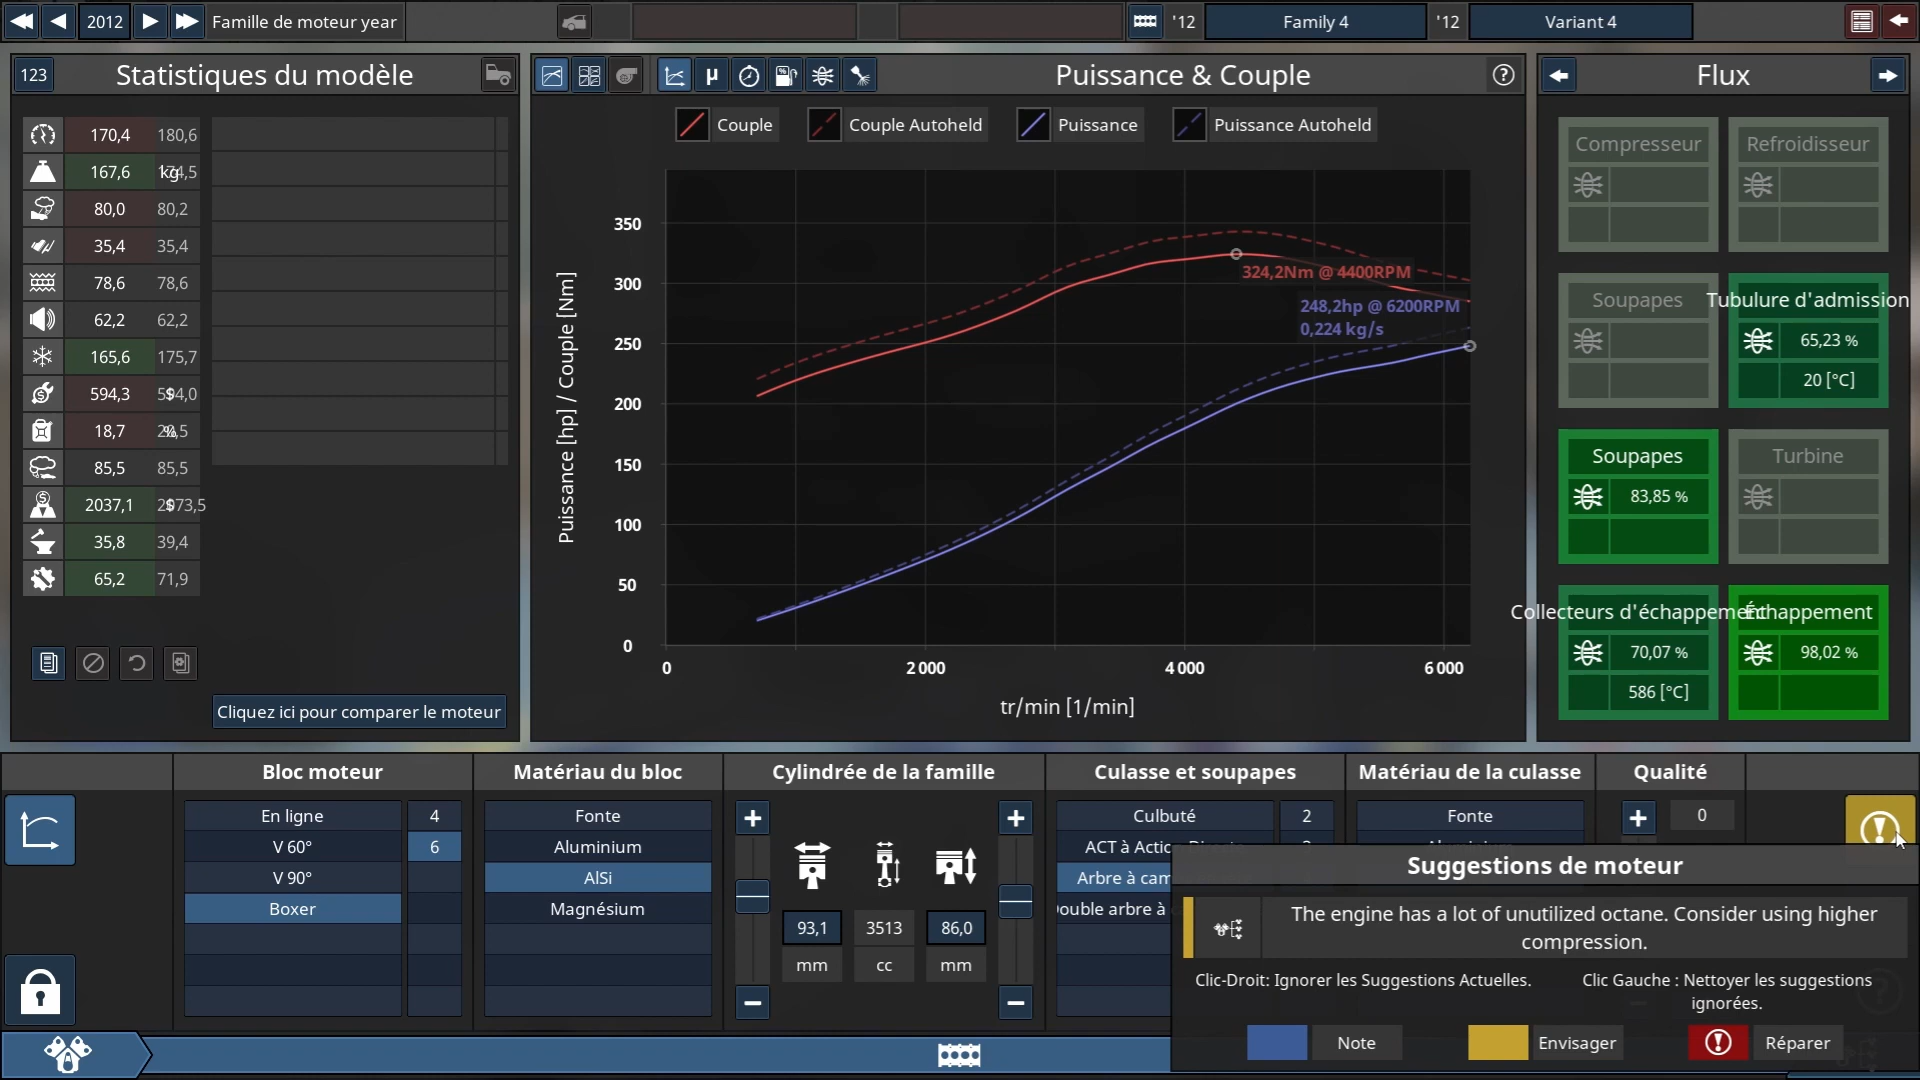 2012
Famille de moteur year
'12
Family 4
'12
Variant 4
123
Statistiques du modèle
170,4 180,6
167,6 kg
80,0 80,2
35,4 35,4
78,6 78,6
62,2 62,2
165,6 175,7
594,3 $
18,7 %
85,5 85,5
2037,1 $
35,8 39,4
65,2 71,9
Cliquez ici pour comparer le moteur
µ
Puissance & Couple
?
Couple
Couple Autoheld
Puissance
Puissance Autoheld
Puissance [hp] / Couple [Nm]
350
300
250
200
150
100
50
0
324,2Nm @ 4400RPM
248,2hp @ 6200RPM
0,224 kg/s
0
2 000
4 000
6 000
tr/min [1/min]
Flux
Compresseur
Refroidisseur
Soupapes
Tubulure d'admission
65,23 %
20 [°C]
Soupapes
83,85 %
Turbine
Collecteurs d'échappement
70,07 %
586 [°C]
Échappement
98,02 %
Bloc moteur
En ligne 4
V 60° 6
V 90°
Boxer
Matériau du bloc
Fonte
Aluminium
AlSi
Magnésium
Cylindrée de la famille
93,1 3513 86,0
mm cc mm
Culasse et soupapes
Culbuté 2
ACT à Actio
Arbre à cam
ouble arbre à
Matériau de la culasse
Fonte
Qualité
0
Suggestions de moteur
The engine has a lot of unutilized octane. Consider using higher
compression.
Clic-Droit: Ignorer les Suggestions Actuelles.
Clic Gauche : Nettoyer les suggestions
ignorées.
Note
Envisager
Réparer